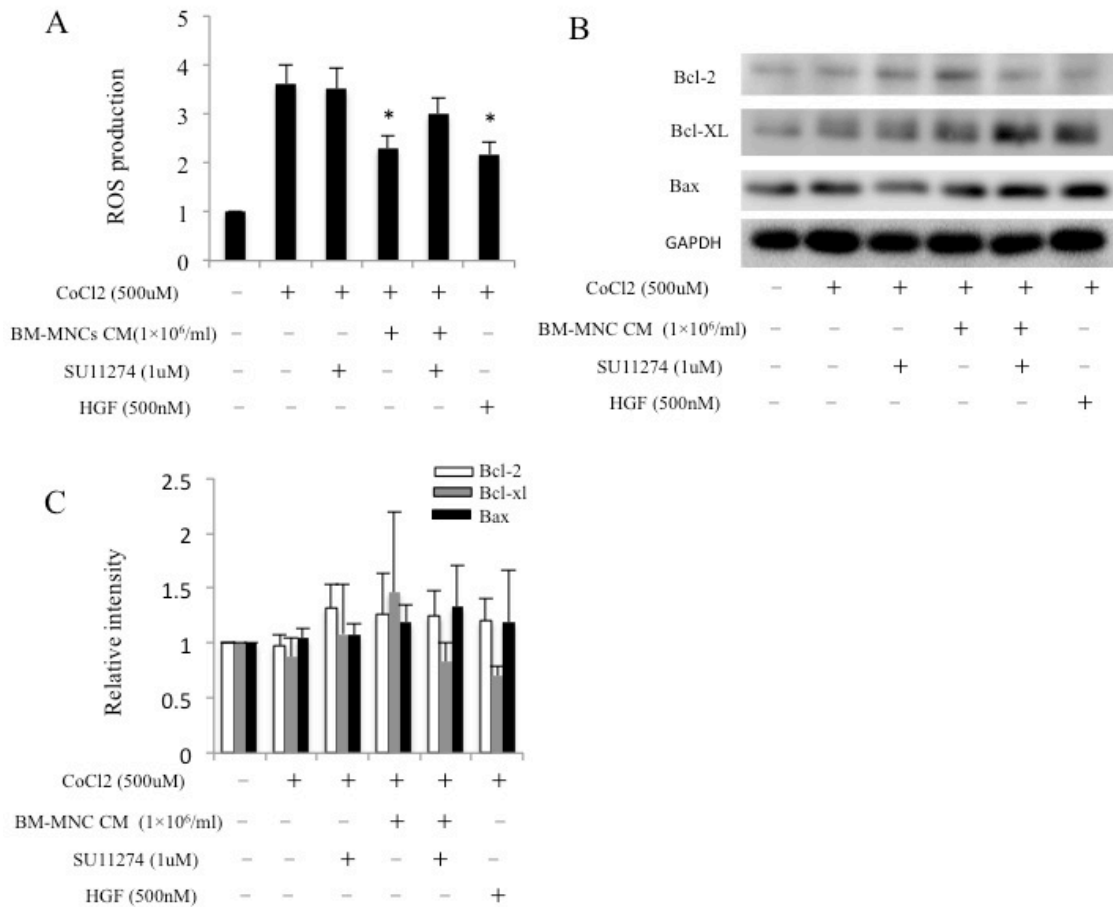 A
5
4
3
2
1
0
ROS production
*
*
CoCl2 (500uM) – + + + + +
BM-MNCs CM(1×10⁶/ml) – – – + + –
SU11274 (1uM) – – + – + –
HGF (500nM) – – – – – +
B
Bcl-2
Bcl-XL
Bax
GAPDH
CoCl2 (500uM) – + + + + +
BM-MNC CM (1×10⁶/ml) – – – + + –
SU11274 (1uM) – – + – + –
HGF (500nM) – – – – – +
C
Bcl-2
Bcl-xl
Bax
2.5
2
1.5
1
0.5
0
Relative intensity
CoCl2 (500uM) – + + + + +
BM-MNC CM (1×10⁶/ml) – – – + + –
SU11274 (1uM) – – + – + –
HGF (500nM) – – – – – +